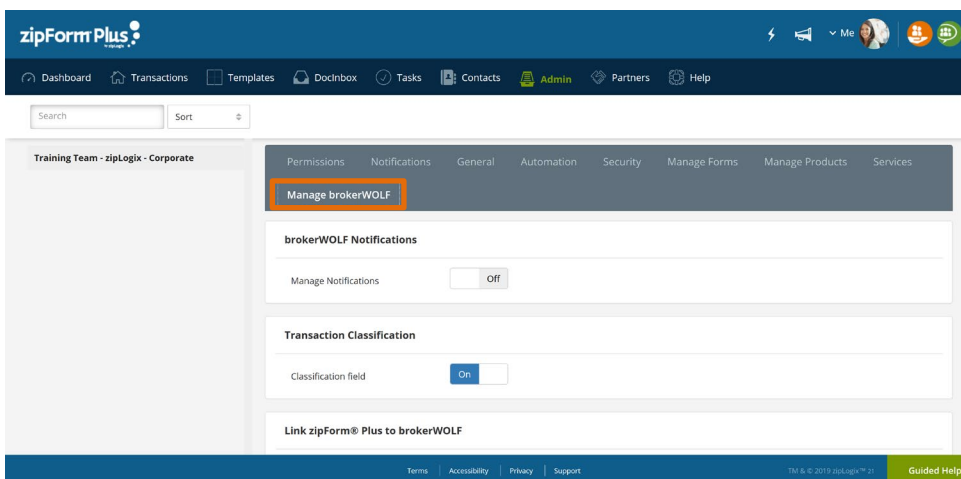 zipForm Plus
by zipLogix
Me
Dashboard Transactions Templates DocInbox Tasks Contacts Admin Partners Help
Search Sort
Training Team - zipLogix - Corporate
Permissions Notifications General Automation Security Manage Forms Manage Products Services
Manage brokerWOLF
brokerWOLF Notifications
Manage Notifications Off
Transaction Classification
Classification field On
Link zipForm® Plus to brokerWOLF
Terms Accessibility Privacy Support TM & © 2019 zipLogix™ 21 Guided Help